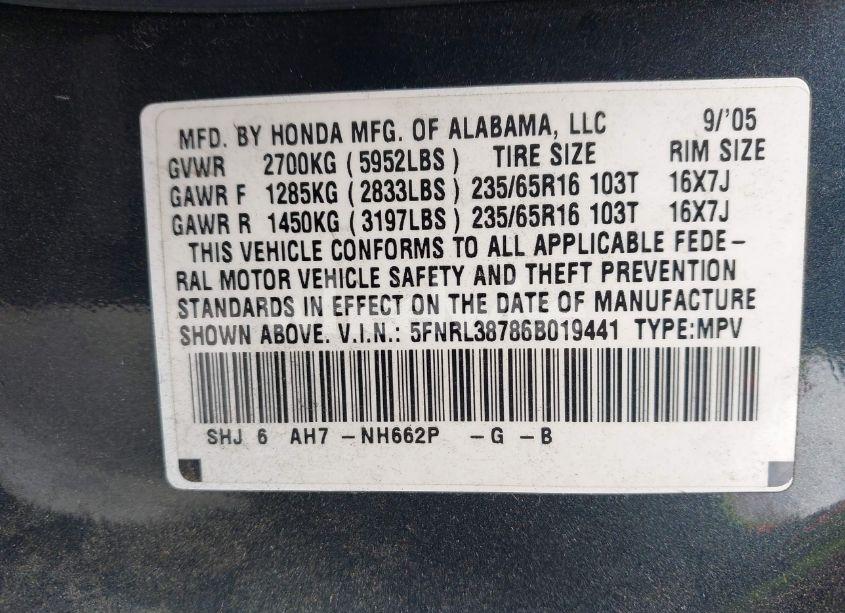 MFD. BY HONDA MFG. OF ALABAMA, LLC 9/'05
GVWR 2700KG ( 5952LBS ) TIRE SIZE RIM SIZE
GAWR F 1285KG ( 2833LBS ) 235/65R16 103T 16X7J
GAWR R 1450KG ( 3197LBS ) 235/65R16 103T 16X7J
THIS VEHICLE CONFORMS TO ALL APPLICABLE FEDE-
RAL MOTOR VEHICLE SAFETY AND THEFT PREVENTION
STANDARDS IN EFFECT ON THE DATE OF MANUFACTURE
SHOWN ABOVE. V.I.N.: 5FNRL38786B019441 TYPE:MPV
SHJ 6 AH7 -NH662P -G -B